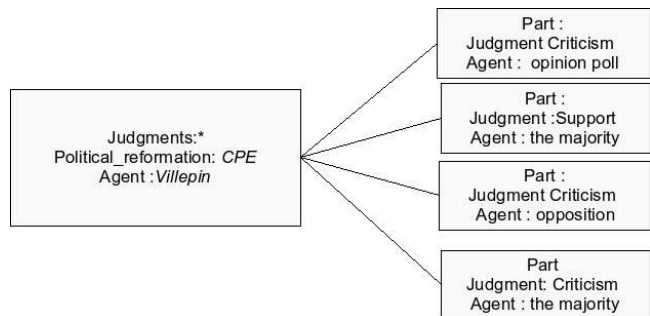 Judgments:*
Political_reformation: CPE
Agent :Villepin
Part :
Judgment Criticism
Agent :  opinion poll
Part :
Judgment :Support
Agent : the majority
Part :
Judgment Criticism
Agent : opposition
Part
Judgment: Criticism
Agent : the majority